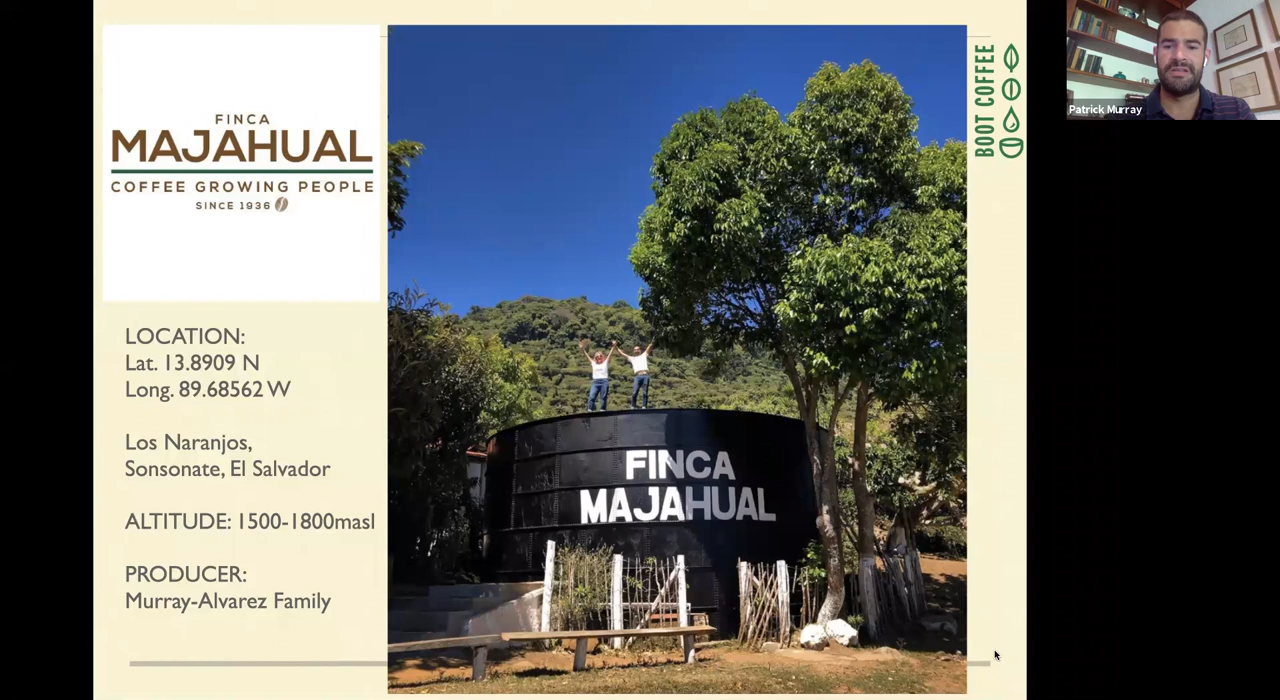 FINCA
MAJAHUAL
COFFEE GROWING PEOPLE
SINCE 1936
LOCATION:
Lat. 13.8909 N
Long. 89.68562 W
Los Naranjos,
Sonsonate, El Salvador
ALTITUDE: 1500-1800masl
PRODUCER:
Murray-Alvarez Family
FINCA
MAJAHUAL
BOOT COFFEE
Patrick Murray